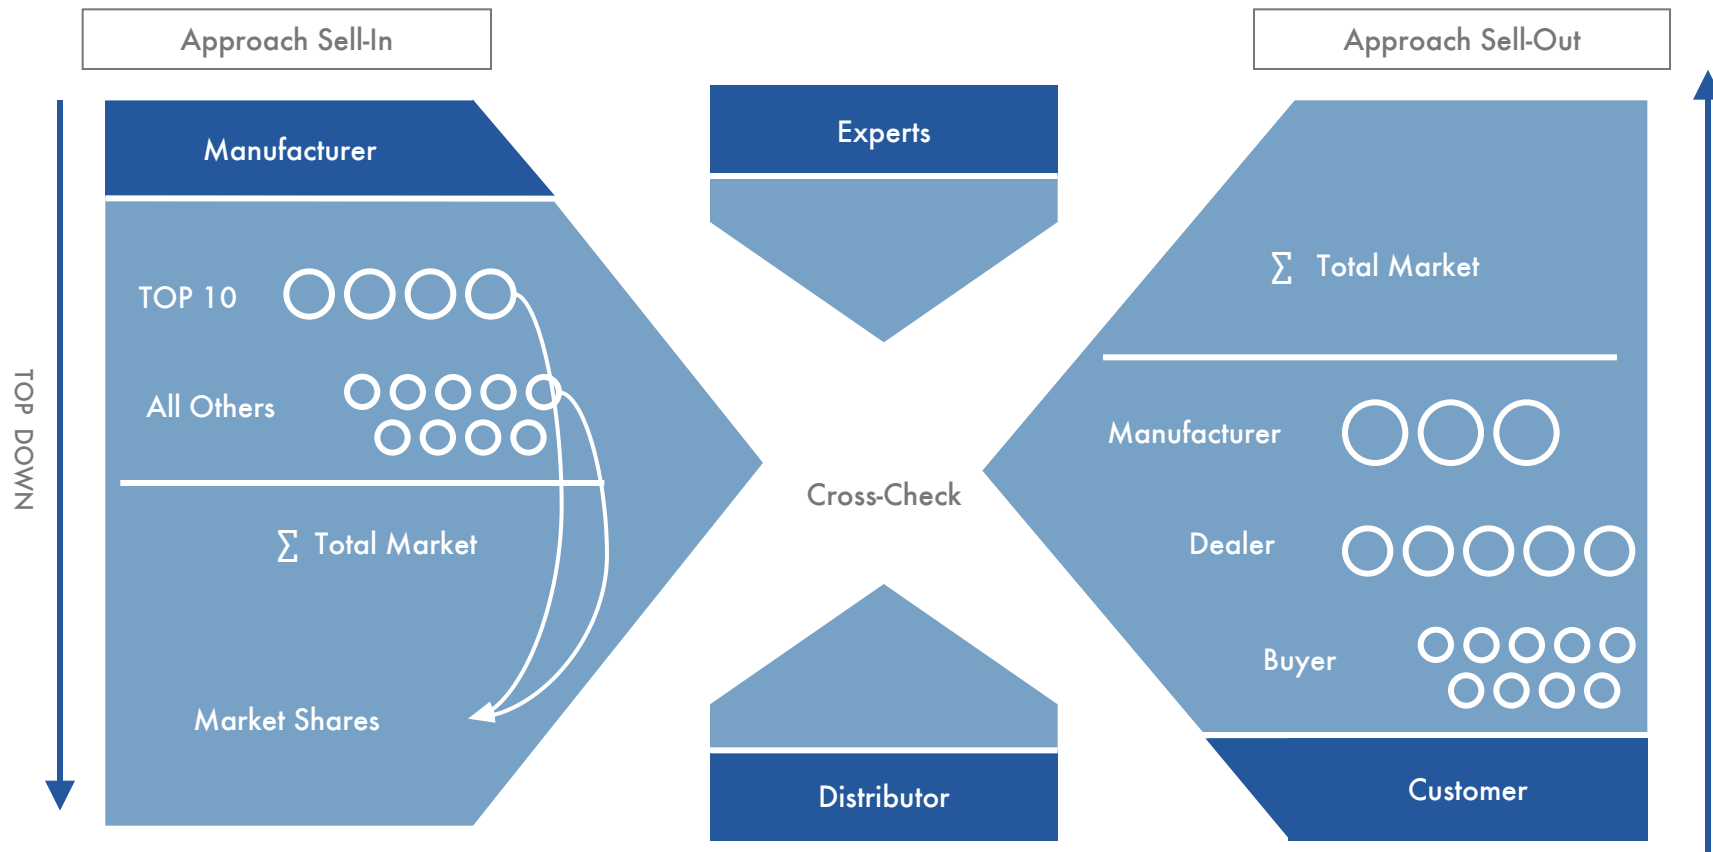 Approach Sell-In
Approach Sell-Out
Manufacturer
Experts
TOP 10
All Others
∑ Total Market
Market Shares
TOP DOWN
Cross-Check
Distributor
∑ Total Market
Manufacturer
Dealer
Buyer
Customer